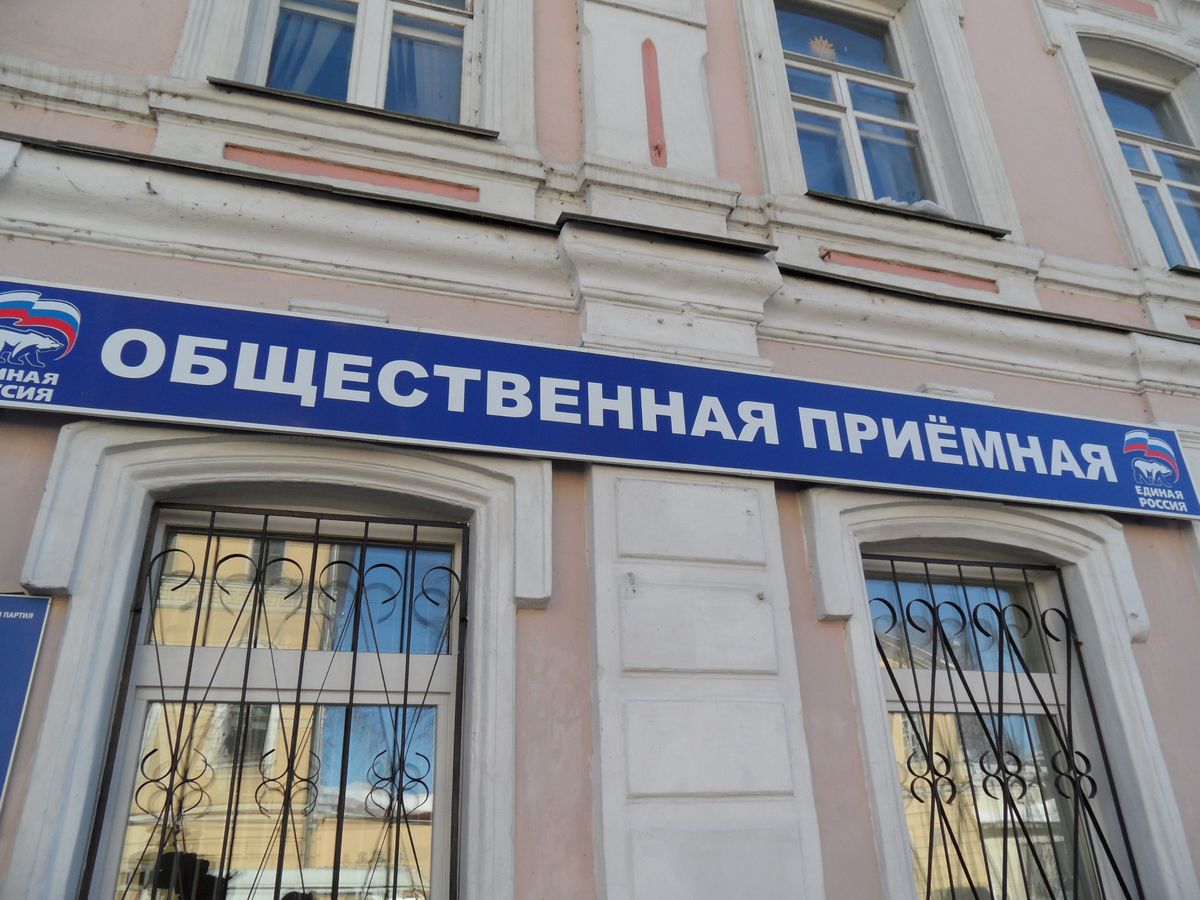 ЕДИНАЯ
РОССИЯ
ОБЩЕСТВЕННАЯ ПРИЁМНАЯ
ЕДИНАЯ
РОССИЯ
ПАРТИЯ